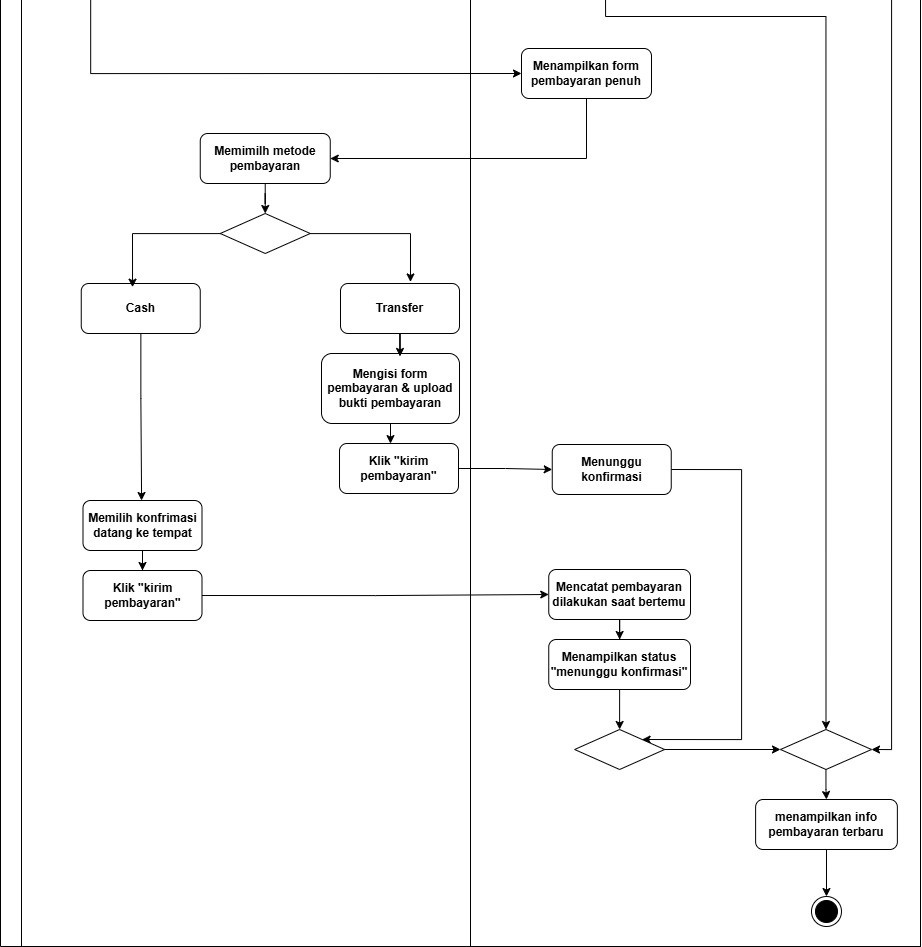 Menampilkan form
pembayaran penuh
Memimilh metode
pembayaran
Cash
Transfer
Mengisi form
pembayaran & upload
bukti pembayaran
Klik "kirim
pembayaran"
Menunggu
konfirmasi
Memilih konfrimasi
datang ke tempat
Klik "kirim
pembayaran"
Mencatat pembayaran
dilakukan saat bertemu
Menampilkan status
"menunggu konfirmasi"
menampilkan info
pembayaran terbaru